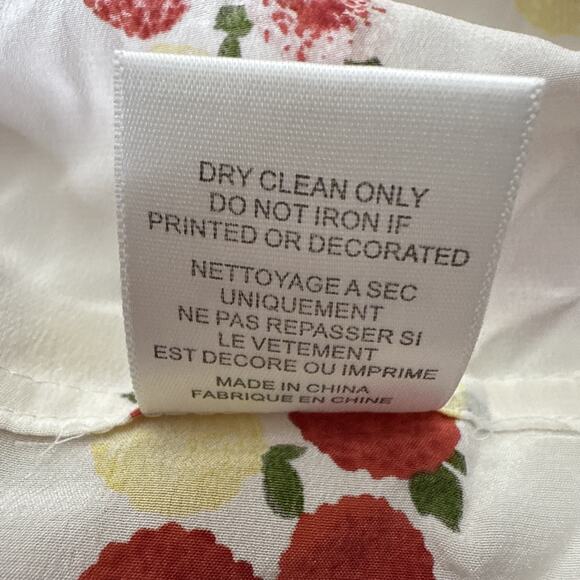 DRY CLEAN ONLY
DO NOT IRON IF
PRINTED OR DECORATED
NETTOYAGE A SEC
UNIQUEMENT
NE PAS REPASSER SI
LE VETEMENT
EST DECORE OU IMPRIME
MADE IN CHINA
FABRIQUE EN CHINE